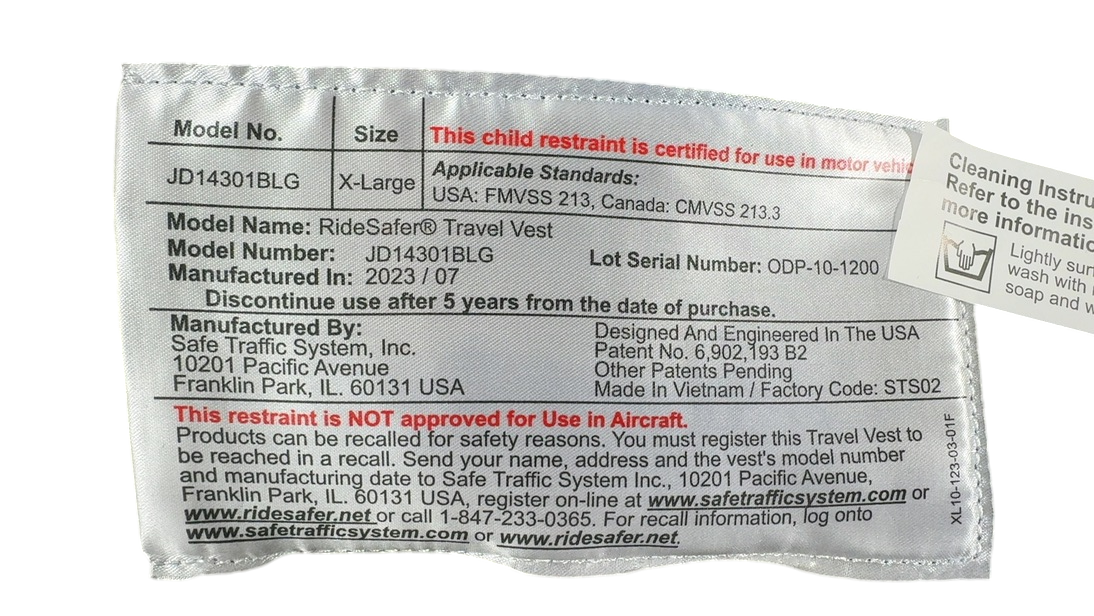 Model No. Size This child restraint is certified for use in motor
JD14301BLG X-Large Applicable Standards:
USA: FMVSS 213, Canada: CMVSS 213.3
Model Name: RideSafer® Travel Vest
Model Number: JD14301BLG
Lot Serial Number: ODP-10-1200
Manufactured In: 2023 / 07
Discontinue use after 5 years from the date of purchase.
Manufactured By:
Safe Traffic System, Inc.
10201 Pacific Avenue
Franklin Park, IL. 60131 USA
Designed And Engineered In The USA
Patent No. 6,902,193 B2
Other Patents Pending
Made In Vietnam / Factory Code: STS02
This restraint is NOT approved for Use in Aircraft.
Products can be recalled for safety reasons. You must register this Travel Vest to
be reached in a recall. Send your name, address and the vest's model number
and manufacturing date to Safe Traffic System Inc., 10201 Pacific Avenue,
Franklin Park, IL. 60131 USA, register on-line at www.safetrafficsystem.com or
www.ridesafer.net or call 1-847-233-0365. For recall information, log onto
www.safetrafficsystem.com or www.ridesafer.net.
XL10-123-03-01F
Cleaning
Refer to the
more
Lightly
wash with
soap and